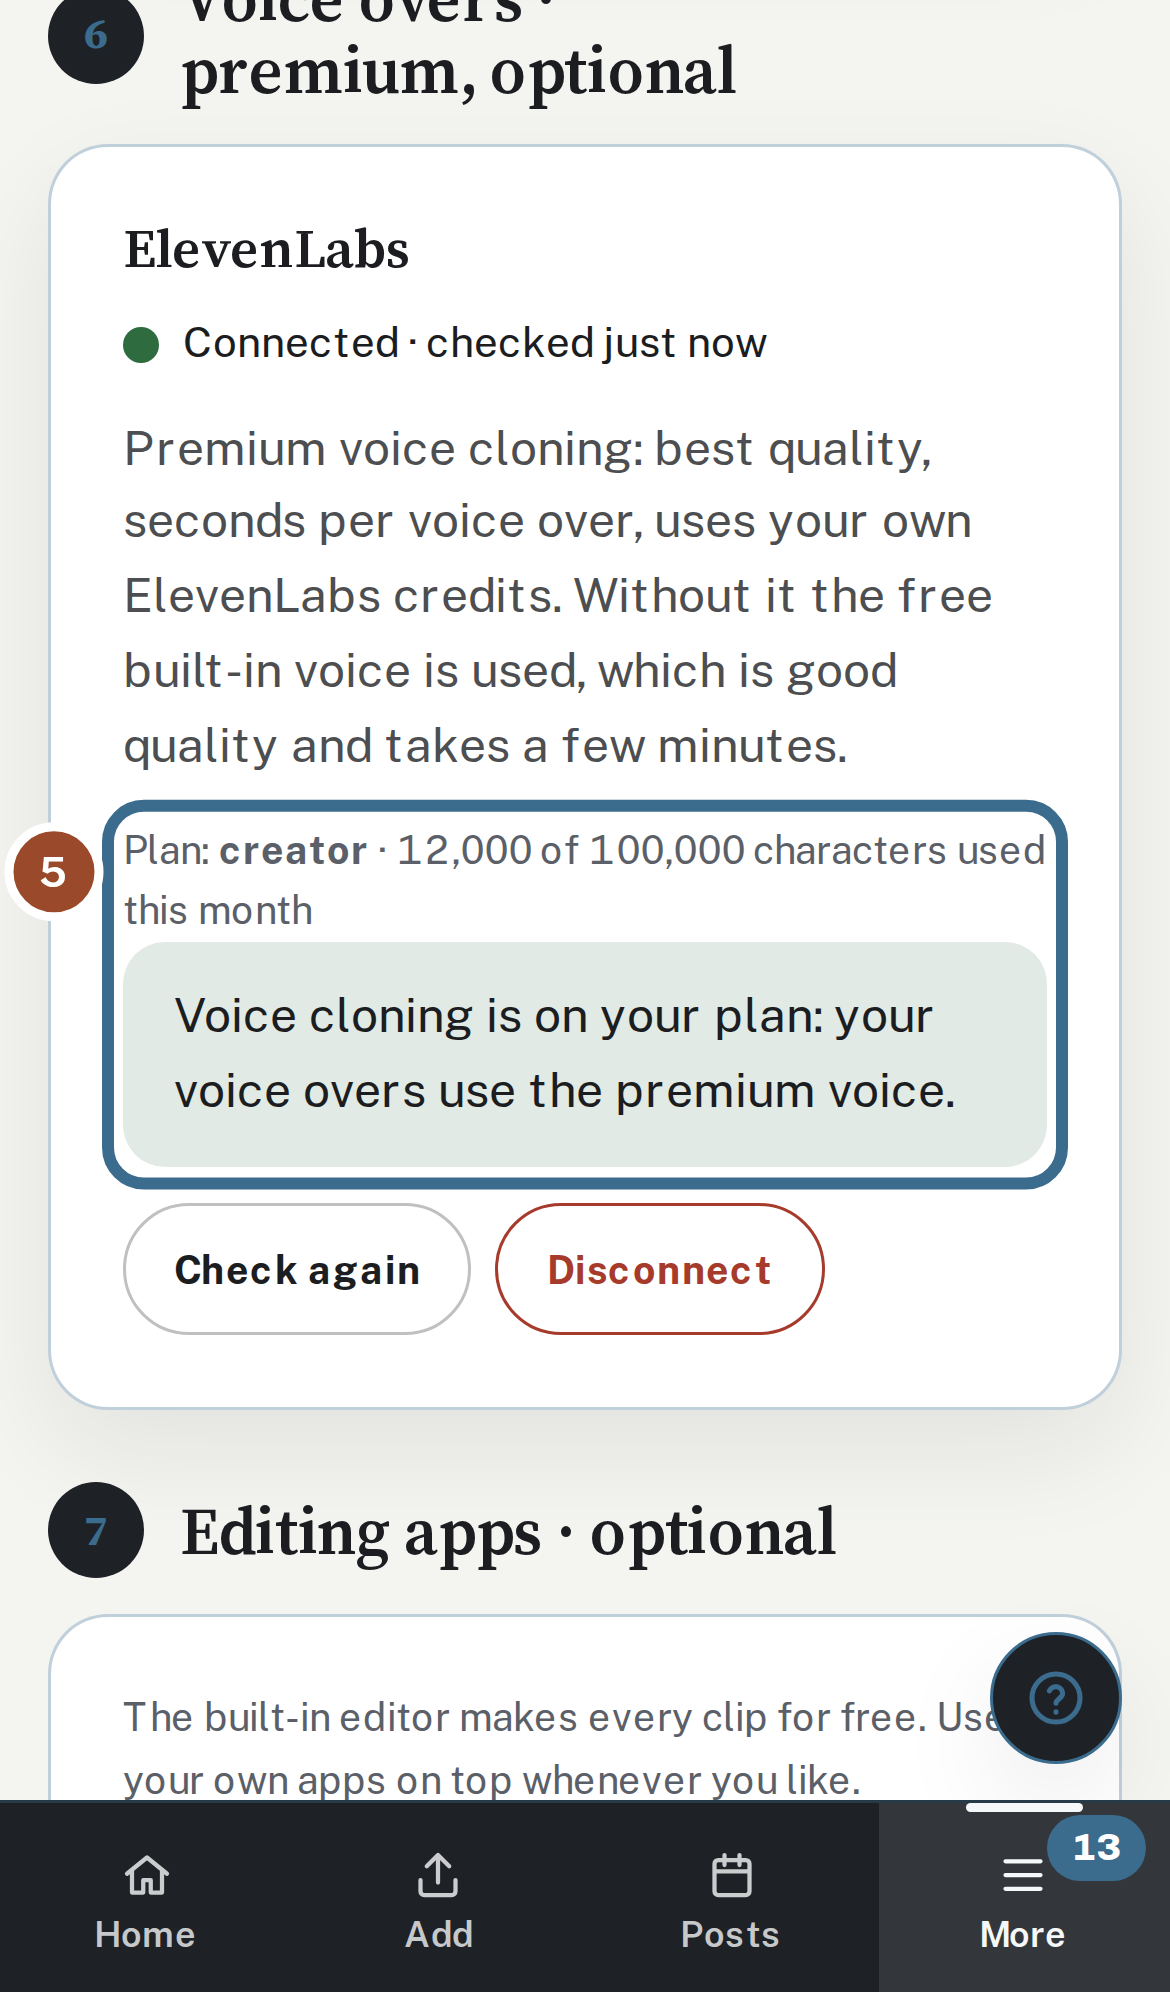 6
Voice overs ·
premium, optional
ElevenLabs
Connected · checked just now
Premium voice cloning: best quality,
seconds per voice over, uses your own
ElevenLabs credits. Without it the free
built-in voice is used, which is good
quality and takes a few minutes.
5
Plan: creator · 12,000 of 100,000 characters used
this month
Voice cloning is on your plan: your
voice overs use the premium voice.
Check again
Disconnect
7
Editing apps · optional
The built-in editor makes every clip for free. Use
your own apps on top whenever you like.
13
Home
Add
Posts
More